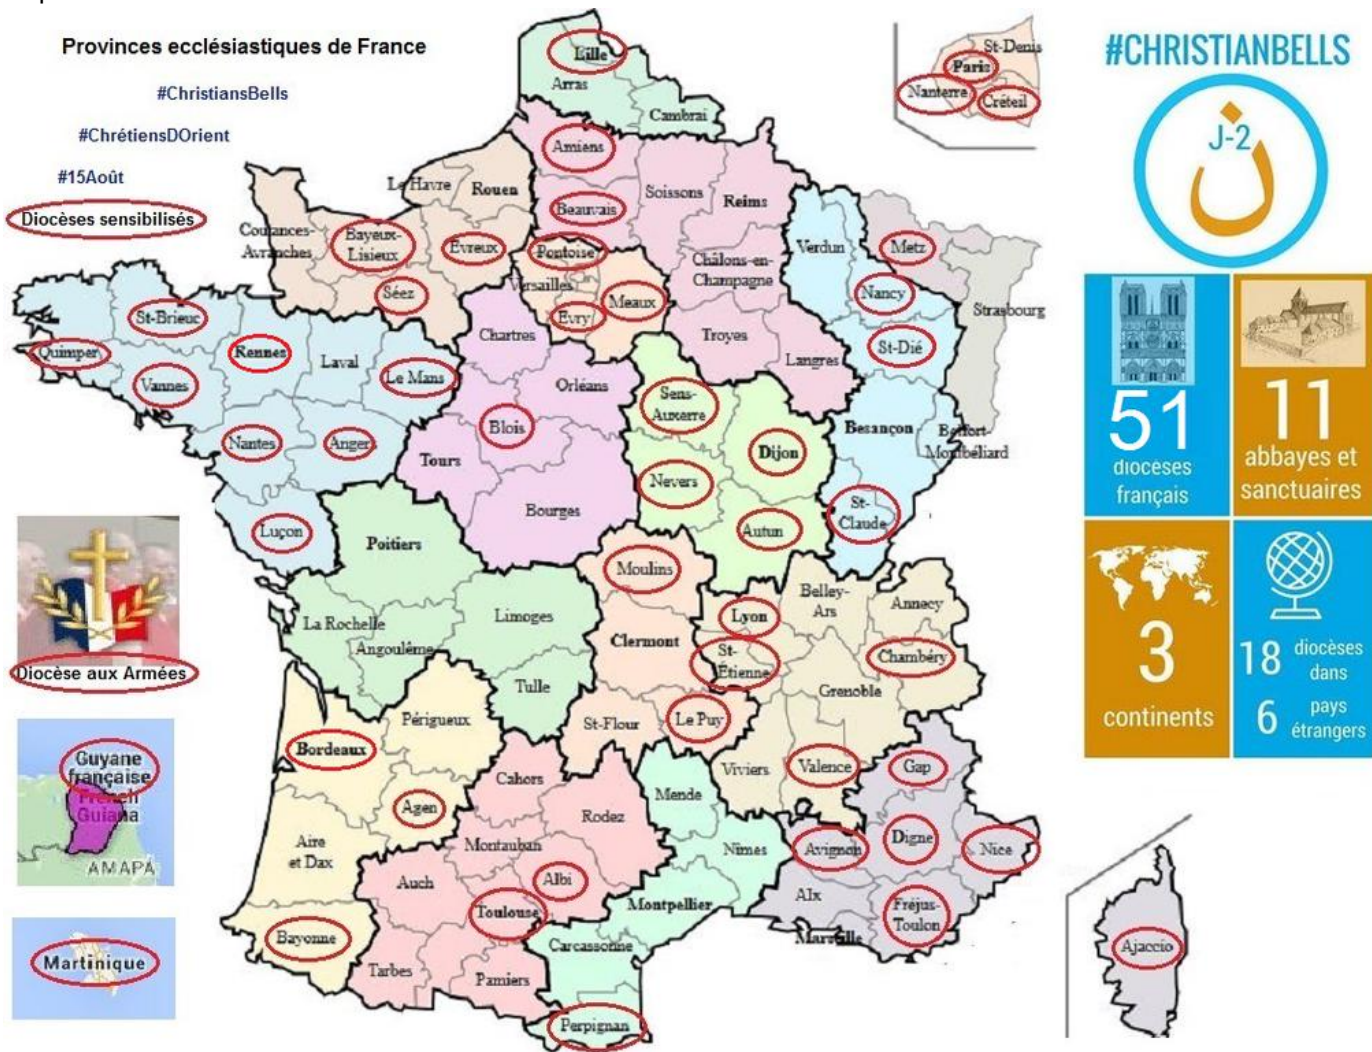 Provinces ecclésiastiques de France
#ChristiansBells
#ChrétiensDOrient
#15Août
Diocèses sensibilisés
Lille
Arras
Cambrai
Amiens
Beauvais
Soissons
Reims
Châlons-en-
Champagne
Troyes
Langres
Le Havre
Rouen
Coutances-
Avranches
Bayeux-
Lisieux
Evreux
Séez
Pontoise
Versailles
Evry
Meaux
St-Denis
Paris
Nanterre
Créteil
Verdun
Metz
Nancy
St-Dié
Strasbourg
Besançon
Belfort-
Montbéliard
St-
Claude
St-Brieuc
Quimper
Vannes
Rennes
Laval
Le Mans
Nantes
Angers
Luçon
Chartres
Orléans
Blois
Tours
Bourges
Sens-
Auxerre
Dijon
Nevers
Autun
Poitiers
La Rochelle
Angoulême
Limoges
Tulle
Moulins
Clermont
St-Flour
Le Puy
Lyon
St-
Étienne
Belley-
Ars
Annecy
Chambéry
Grenoble
Viviers
Valence
Bordeaux
Périgueux
Agen
Aire
et Dax
Bayonne
Cahors
Rodez
Montauban
Albi
Auch
Toulouse
Tarbes
Pamiers
Mende
Nîmes
Montpellier
Carcassonne
Perpignan
Gap
Digne
Nice
Avignon
Aix
Marseille
Fréjus-
Toulon
Ajaccio
Diocèse aux Armées
Guyane
française
French
Guiana
AMAPÁ
Martinique
#CHRISTIANBELLS
J-2
ن
51
diocèses
français
11
abbayes et
sanctuaires
3
continents
18 diocèses
dans
6 pays
étrangers